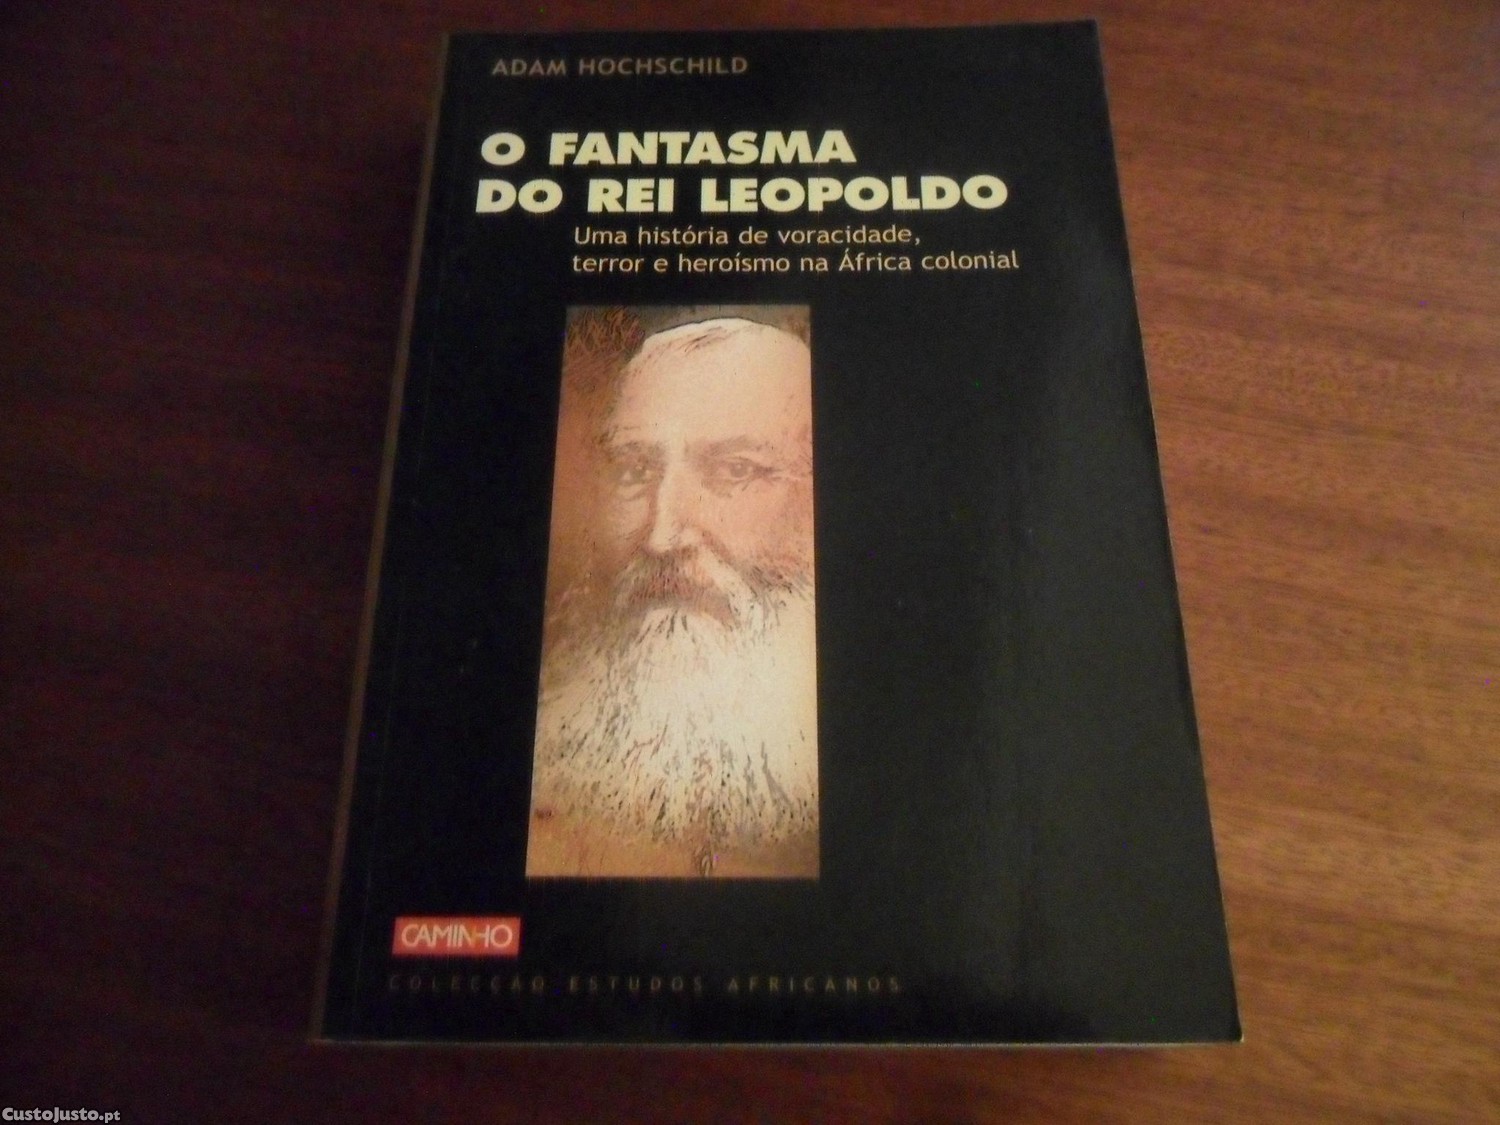 ADAM HOCHSCHILD
O FANTASMA
DO REI LEOPOLDO
Uma história de voracidade,
terror e heroísmo na África colonial
CAMINHO
COLECÇÃO ESTUDOS AFRICANOS
CustoJusto.pt